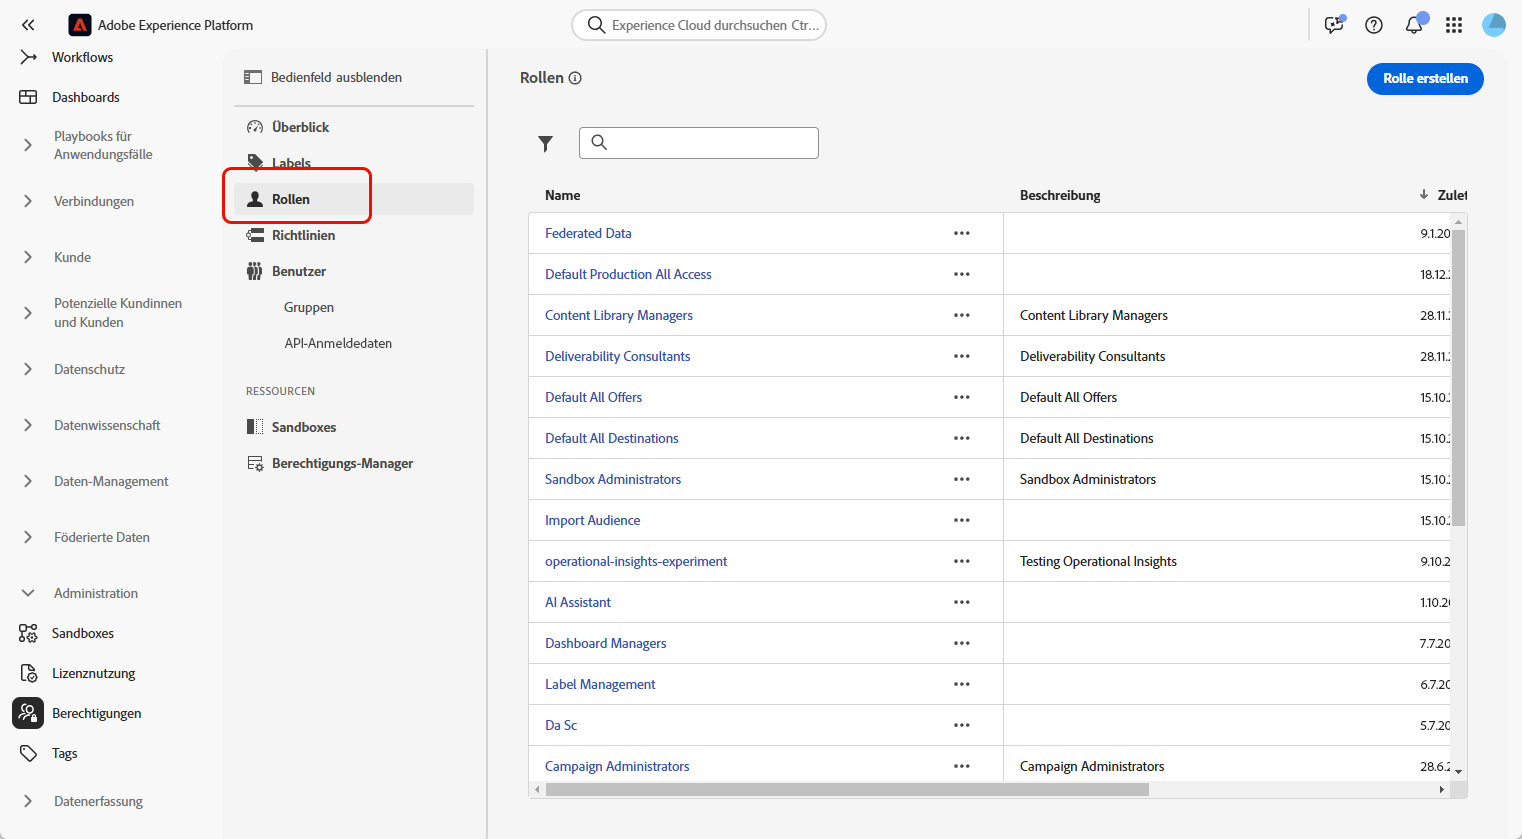 Adobe Experience Platform
Experience Cloud durchsuchen Ctr...
Workflows
Dashboards
Playbooks für
Anwendungsfälle
Verbindungen
Kunde
Potenzielle Kundinnen
und Kunden
Datenschutz
Datenwissenschaft
Daten-Management
Föderierte Daten
Administration
Sandboxes
Lizenznutzung
Berechtigungen
Tags
Datenerfassung
Bedienfeld ausblenden
Überblick
Labels
Rollen
Richtlinien
Benutzer
Gruppen
API-Anmeldedaten
RESSOURCEN
Sandboxes
Berechtigungs-Manager
Rollen
Rolle erstellen
Name Beschreibung Zulet
Federated Data 9.1.20
Default Production All Access 18.12.
Content Library Managers Content Library Managers 28.11.
Deliverability Consultants Deliverability Consultants 28.11.
Default All Offers Default All Offers 15.10.
Default All Destinations Default All Destinations 15.10.
Sandbox Administrators Sandbox Administrators 15.10.
Import Audience 15.10.
operational-insights-experiment Testing Operational Insights 9.10.2
AI Assistant 1.10.20
Dashboard Managers 7.7.20
Label Management 6.7.20
Da Sc 5.7.20
Campaign Administrators Campaign Administrators 28.6.2